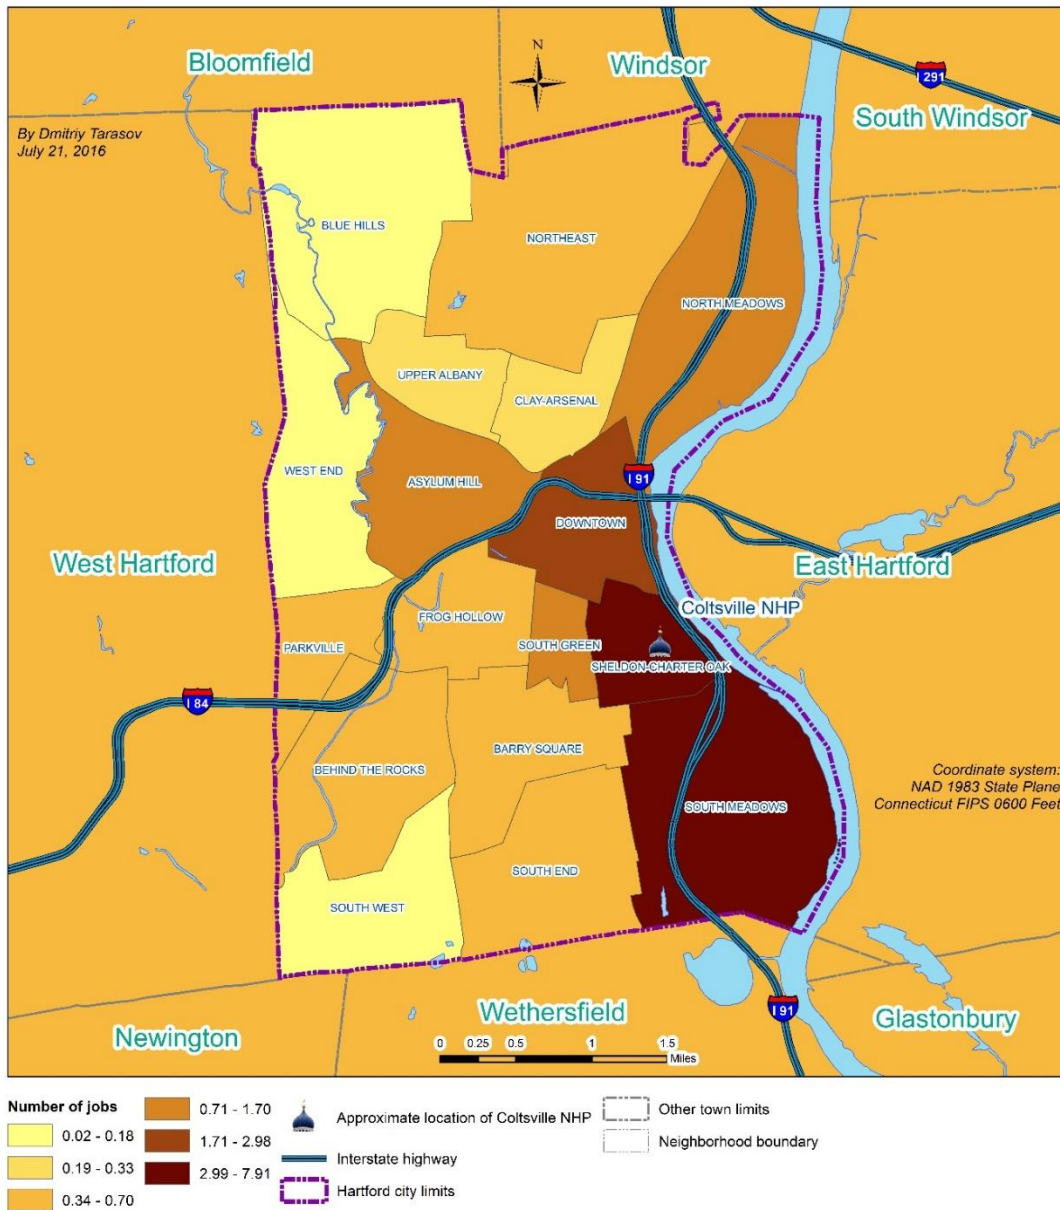 Bloomfield
Windsor
I 291
South Windsor
N
By Dmitriy Tarasov
July 21, 2016
BLUE HILLS
NORTHEAST
NORTH MEADOWS
UPPER ALBANY
CLAY-ARSENAL
WEST END
ASYLUM HILL
I 91
DOWNTOWN
West Hartford
East Hartford
Coltsville NHP
FROG HOLLOW
PARKVILLE
SOUTH GREEN
SHELDON-CHARTER OAK
I 84
BARRY SQUARE
BEHIND THE ROCKS
Coordinate system:
NAD 1983 State Plane
Connecticut FIPS 0600 Feet
SOUTH MEADOWS
SOUTH END
SOUTH WEST
I 91
Wethersfield
Glastonbury
Newington
0 0.25 0.5 1 1.5
Miles
Number of jobs
0.02 - 0.18
0.19 - 0.33
0.34 - 0.70
0.71 - 1.70
1.71 - 2.98
2.99 - 7.91
Approximate location of Coltsville NHP
Interstate highway
Hartford city limits
Other town limits
Neighborhood boundary